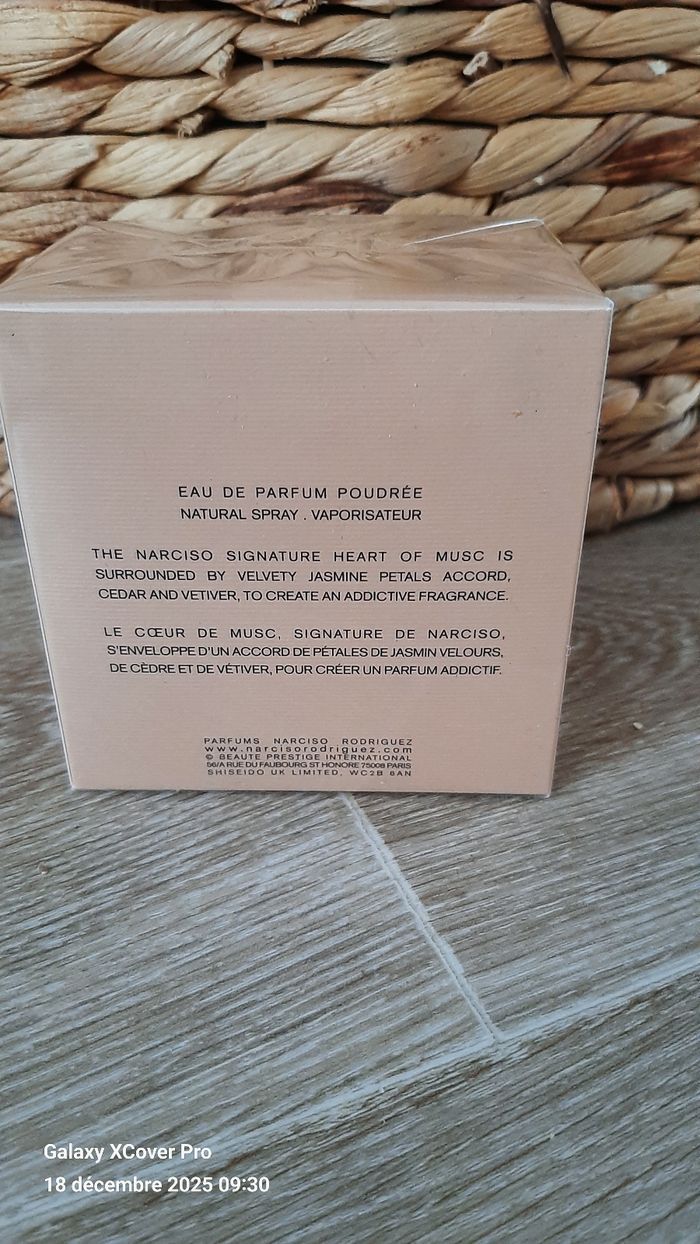 EAU DE PARFUM POUDRÉE
NATURAL SPRAY . VAPORISATEUR
THE NARCISO SIGNATURE HEART OF MUSC IS
SURROUNDED BY VELVETY JASMINE PETALS ACCORD,
CEDAR AND VETIVER, TO CREATE AN ADDICTIVE FRAGRANCE.
LE CŒUR DE MUSC, SIGNATURE DE NARCISO,
S'ENVELOPPE D'UN ACCORD DE PÉTALES DE JASMIN VELOURS,
DE CÈDRE ET DE VÉTIVER, POUR CRÉER UN PARFUM ADDICTIF.
PARFUMS NARCISO RODRIGUEZ
www.narcisorodriguez.com
© BEAUTE PRESTIGE INTERNATIONAL
56/A RUE DU FAUBOURG ST HONORE 75008 PARIS
SHISEIDO UK LIMITED, WC2B 6AN
Galaxy XCover Pro
18 décembre 2025 09:30